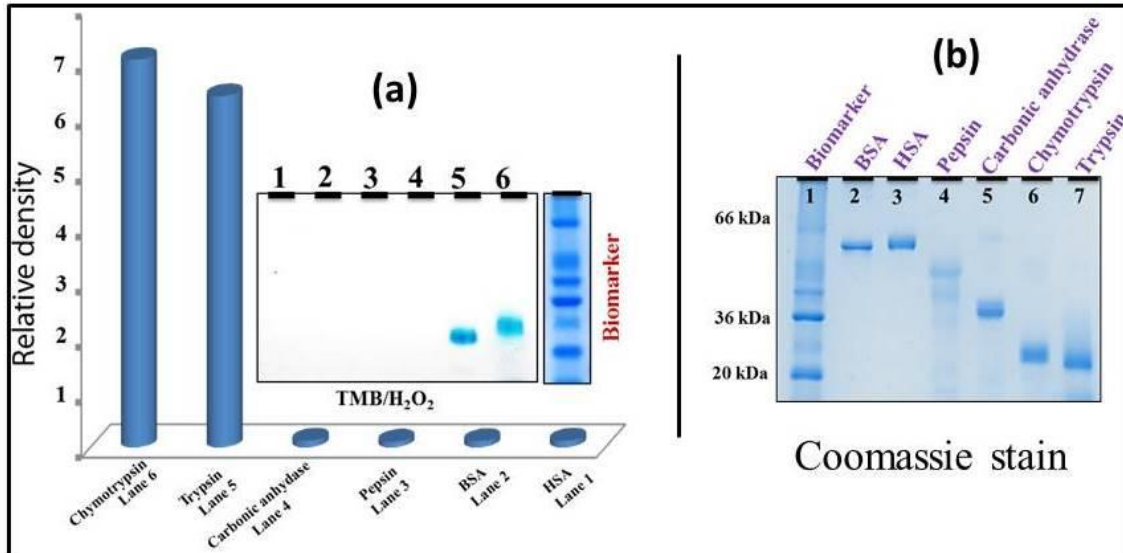 (a)
Relative density
7
6
5
4
3
2
1
1 2 3 4 5 6
Biomarker
TMB/H₂O₂
Chymotrypsin
Lane 6
Trypsin
Lane 5
Carbonic anhydase
Lane 4
Pepsin
Lane 3
BSA
Lane 2
HSA
Lane 1
(b)
Biomarker
BSA
HSA
Pepsin
Carbonic anhydrase
Chymotrypsin
Trypsin
1 2 3 4 5 6 7
66 kDa
36 kDa
20 kDa
Coomassie stain